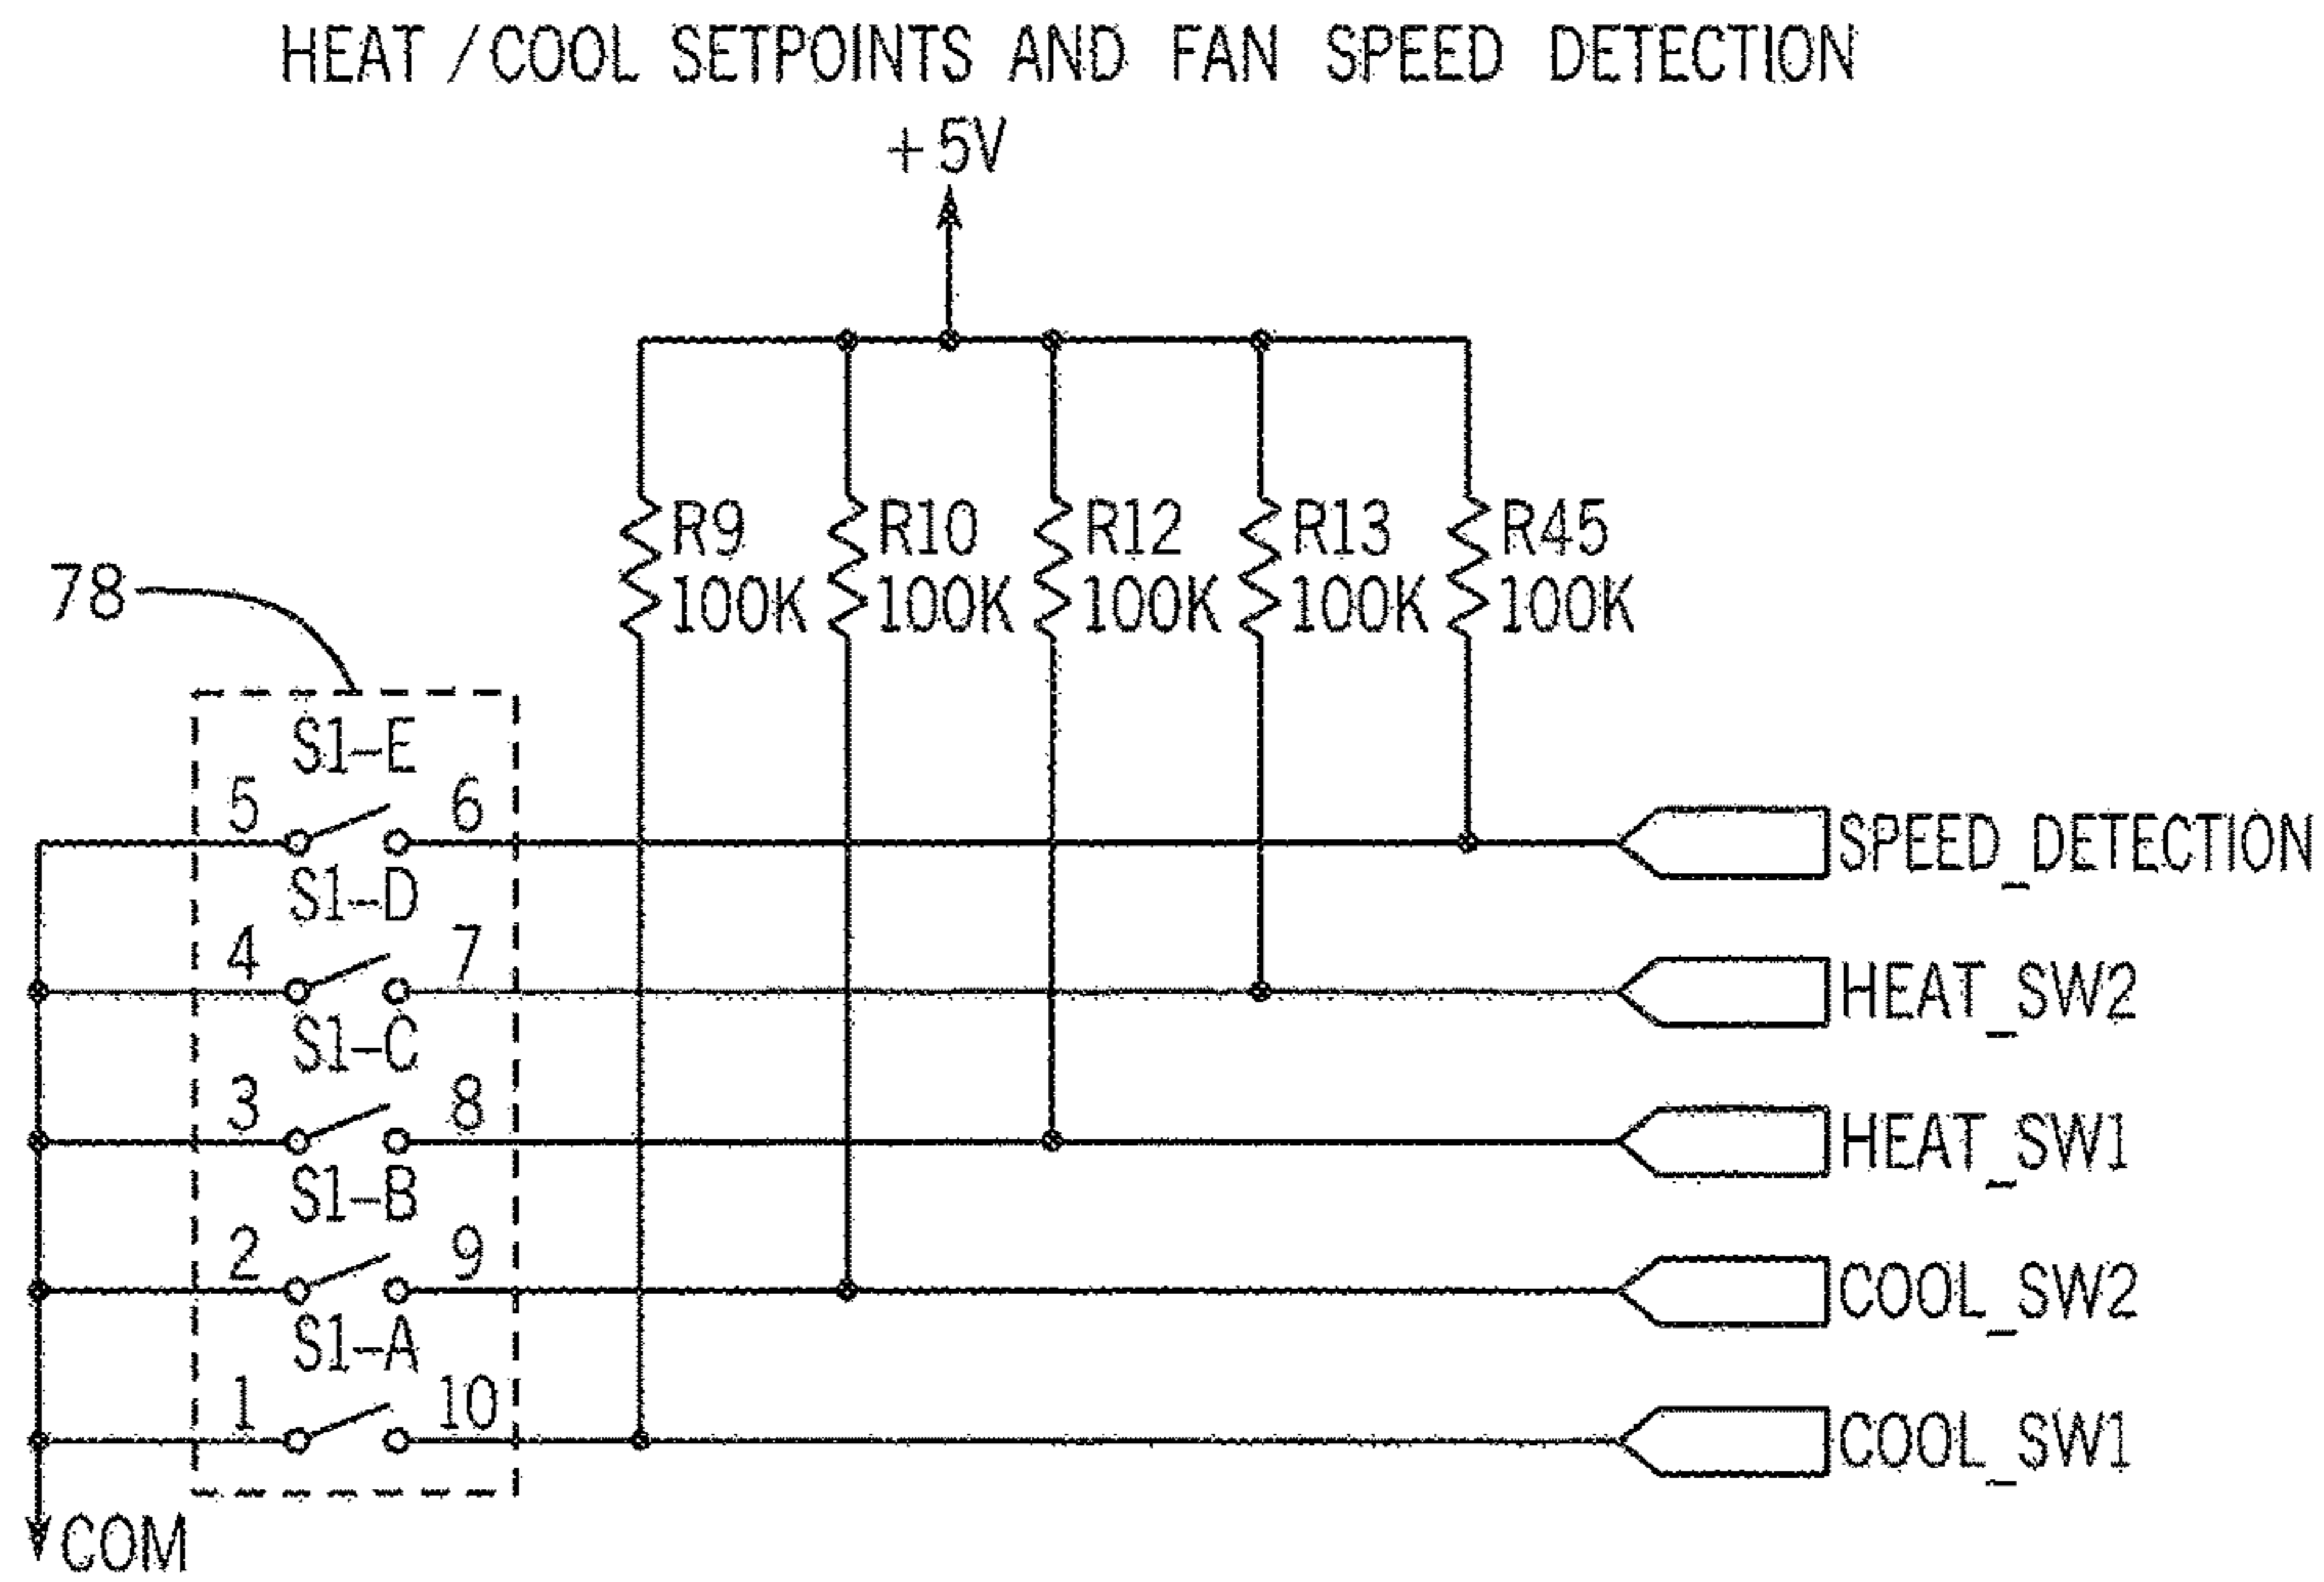 HEAT /COOL SETPOINTS AND FAN SPEED DETECTION
+5V
R9
100K
R10
100K
R12
100K
R13
100K
R45
100K
78
S1-E
5
6
SPEED_DETECTION
S1-D
4
7
HEAT_SW2
S1-C
3
8
HEAT_SW1
S1-B
2
9
COOL_SW2
S1-A
1
10
COOL_SW1
COM